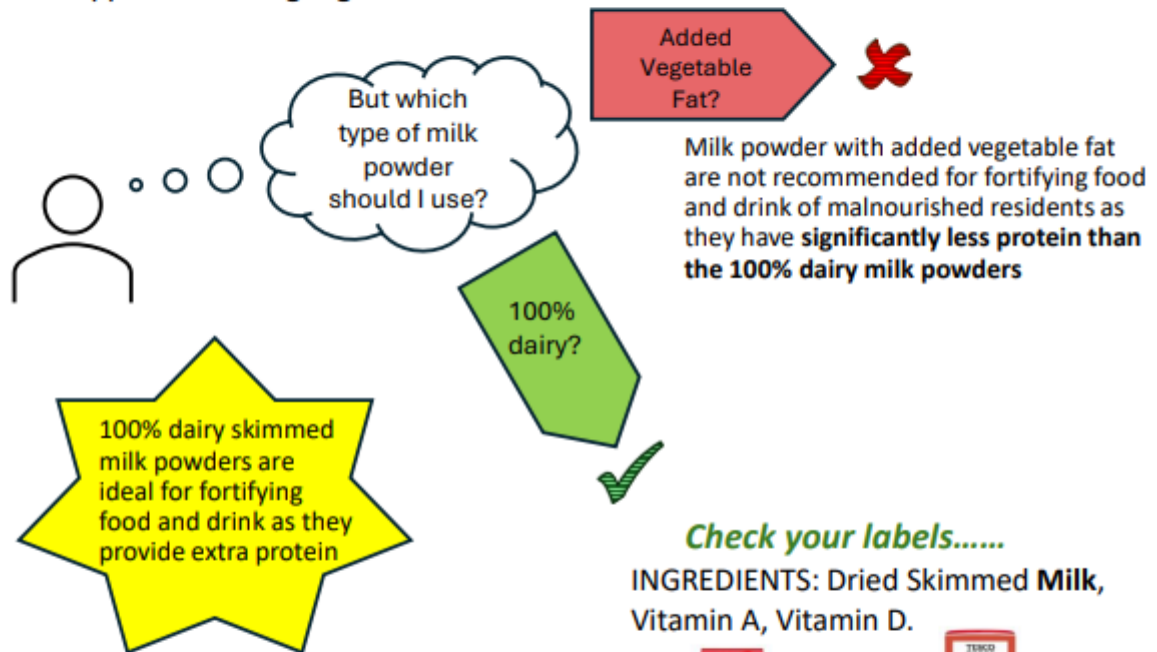 Added
Vegetable
Fat?
But which
type of milk
powder
should I use?
Milk powder with added vegetable fat
are not recommended for fortifying food
and drink of malnourished residents as
they have significantly less protein than
the 100% dairy milk powders
100%
dairy?
100% dairy skimmed
milk powders are
ideal for fortifying
food and drink as they
provide extra protein
Check your labels......
INGREDIENTS: Dried Skimmed Milk,
Vitamin A, Vitamin D.
TESCO